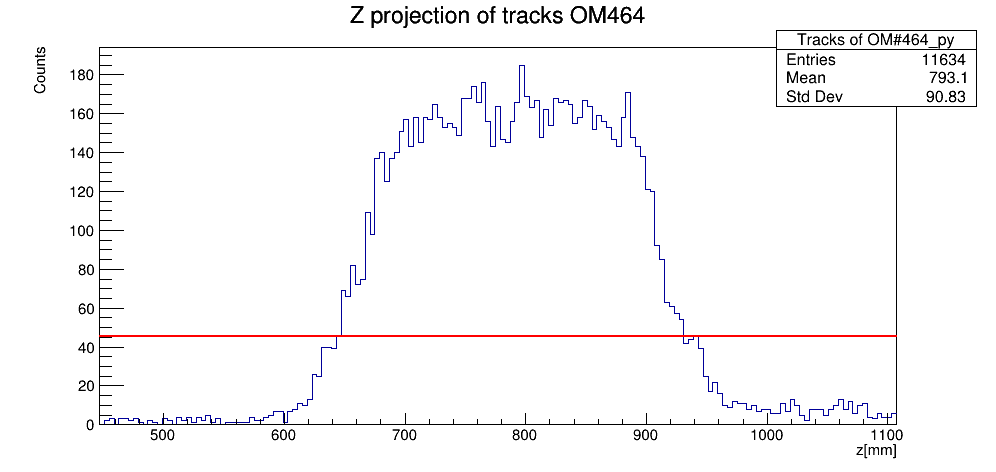 Z projection of tracks OM464
Tracks of OM#464_py
Entries 11634
Mean 793.1
Std Dev 90.83
Counts
180
160
140
120
100
80
60
40
20
0
500 600 700 800 900 1000 1100
z[mm]